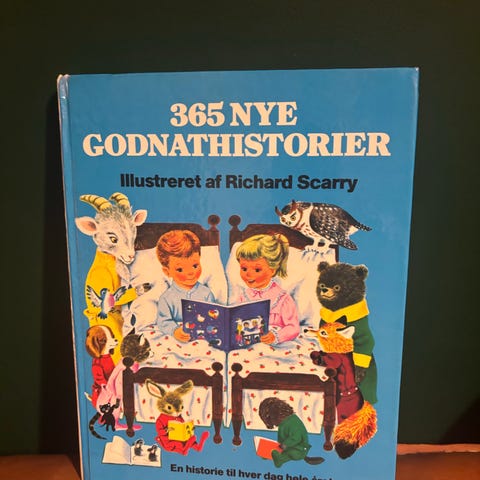 365 NYE
GODNATHISTORIER
Illustreret af Richard Scarry
En historie til hver dag hele